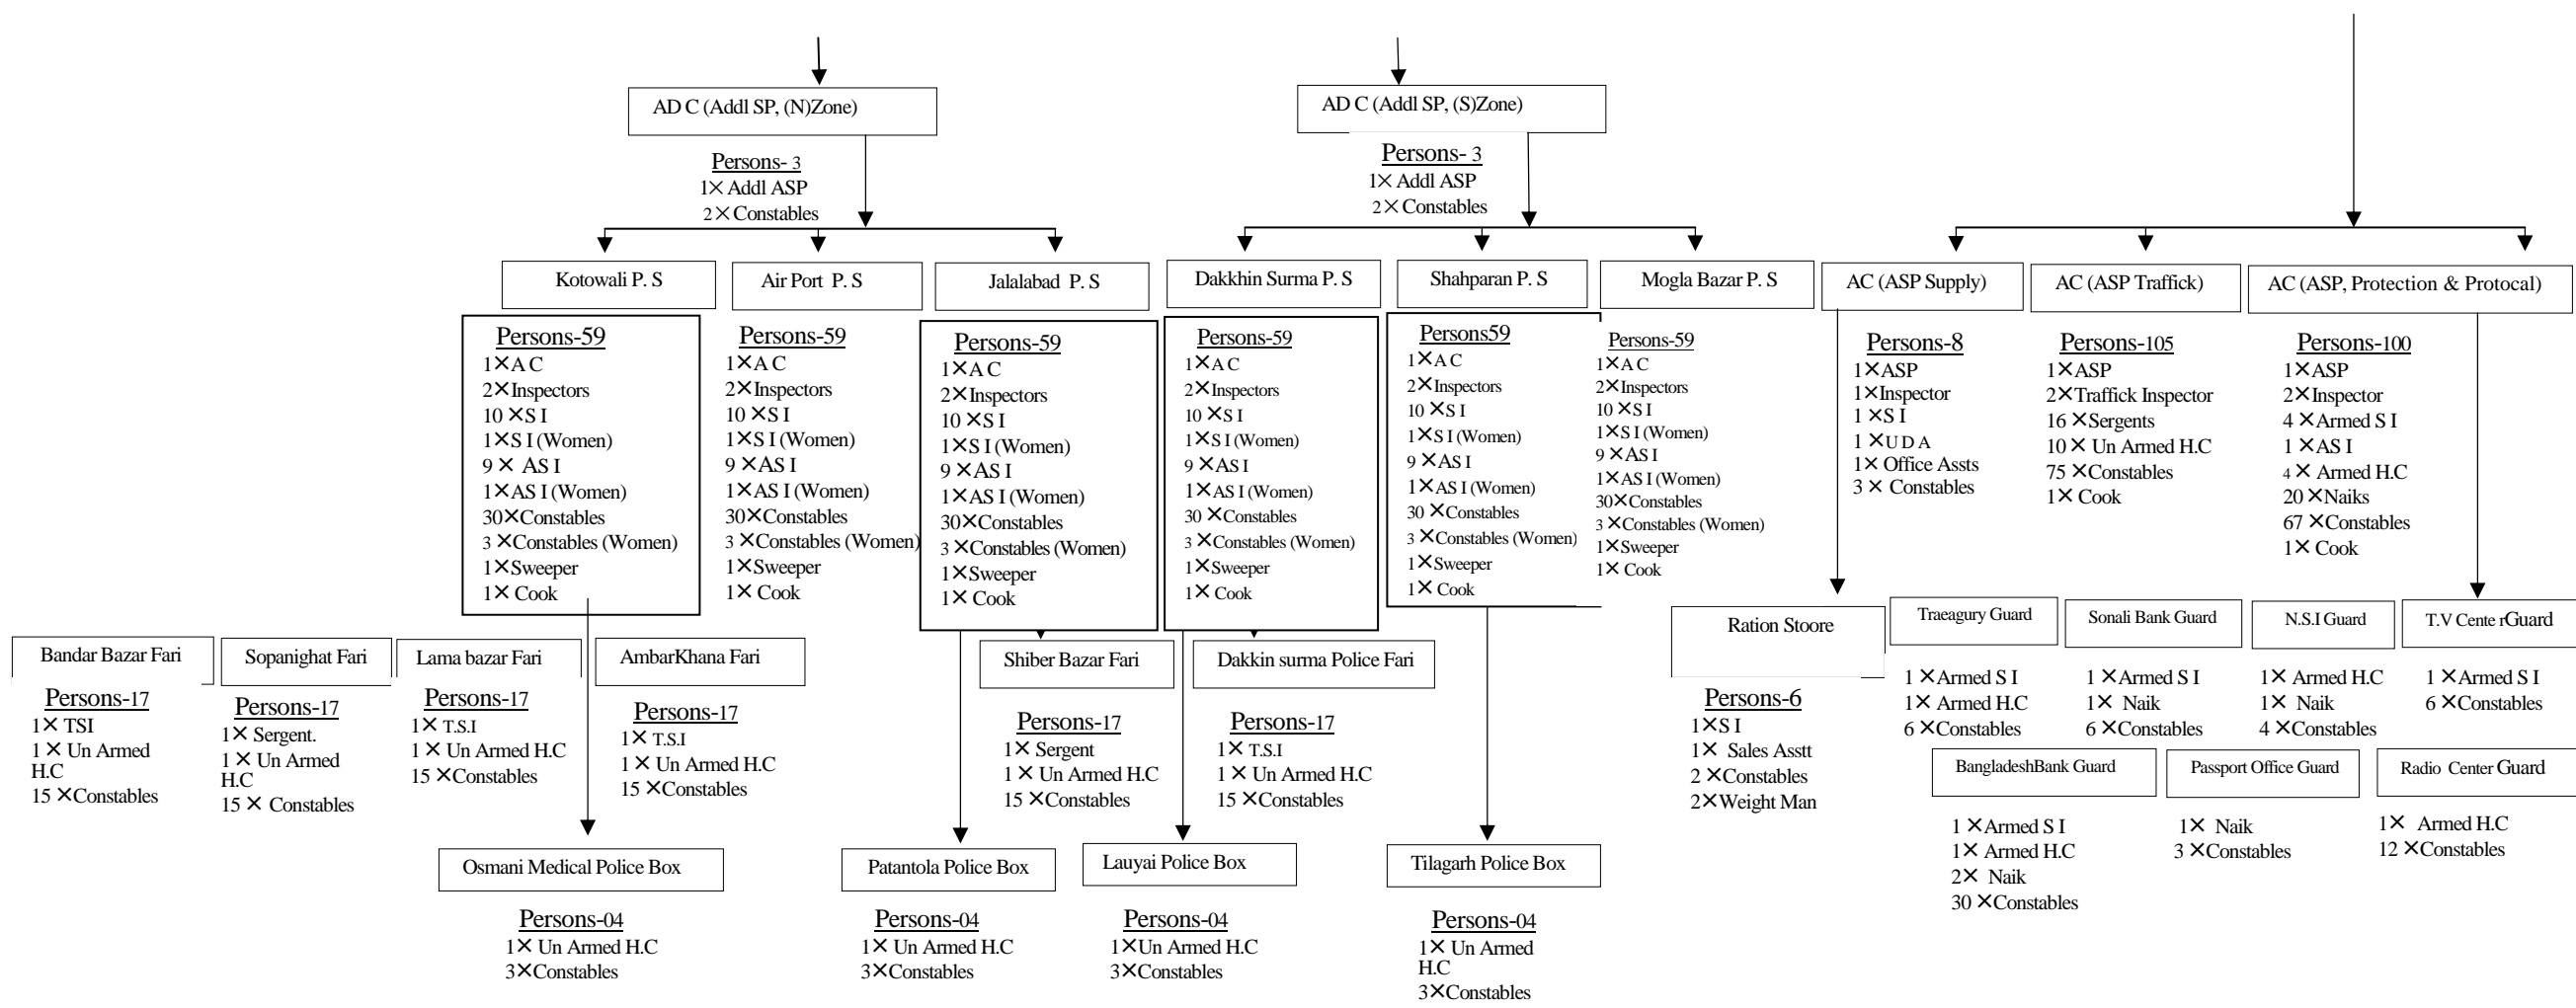 AD C (Addl SP, (N)Zone)
Persons- 3
1× Addl ASP
2×Constables
AD C (Addl SP, (S)Zone)
Persons- 3
1× Addl ASP
2×Constables
Kotowali P. S
Persons-59
1×A C
2×Inspectors
10 ×S I
1×S I (Women)
9 × AS I
1×AS I (Women)
30×Constables
3 ×Constables (Women)
1×Sweeper
1× Cook
Air Port P. S
Persons-59
1×A C
2×Inspectors
10 ×S I
1×S I (Women)
9 ×AS I
1×AS I (Women)
30×Constables
3 ×Constables (Women)
1×Sweeper
1× Cook
Jalalabad P. S
Persons-59
1×A C
2×Inspectors
10 ×S I
1×S I (Women)
9 ×AS I
1×AS I (Women)
30×Constables
3 ×Constables (Women)
1×Sweeper
1× Cook
Dakkhin Surma P. S
Persons-59
1×A C
2×Inspectors
10 ×S I
1×S I (Women)
9 ×AS I
1×AS I (Women)
30 ×Constables
3 ×Constables (Women)
1×Sweeper
1× Cook
Shahparan P. S
Persons59
1×A C
2×Inspectors
10 ×S I
1×S I (Women)
9 ×AS I
1×AS I (Women)
30 ×Constables
3 ×Constables (Women)
1×Sweeper
1× Cook
Mogla Bazar P. S
Persons-59
1×A C
2×Inspectors
10 ×S I
1×S I (Women)
9 ×AS I
1×AS I (Women)
30×Constables
3 ×Constables (Women)
1×Sweeper
1× Cook
AC (ASP Supply)
Persons-8
1×ASP
1×Inspector
1 ×S I
1 ×U D A
1× Office Assts
3 × Constables
AC (ASP Traffick)
Persons-105
1×ASP
2×Traffick Inspector
16 ×Sergents
10 × Un Armed H.C
75 ×Constables
1× Cook
AC (ASP, Protection & Protocal)
Persons-100
1×ASP
2×Inspector
4 ×Armed S I
1 ×AS I
4 × Armed H.C
20 ×Naiks
67 ×Constables
1× Cook
Bandar Bazar Fari
Persons-17
1× TSI
1 × Un Armed
H.C
15 ×Constables
Sopanighat Fari
Persons-17
1× Sergent.
1 × Un Armed
H.C
15 × Constables
Lama bazar Fari
Persons-17
1× T.S.I
1 × Un Armed H.C
15 ×Constables
AmbarKhana Fari
Persons-17
1× T.S.I
1 × Un Armed H.C
15 ×Constables
Shiber Bazar Fari
Persons-17
1× Sergent
1 × Un Armed H.C
15 ×Constables
Dakkin surma Police Fari
Persons-17
1× T.S.I
1 × Un Armed H.C
15 ×Constables
Ration Stoore
Persons-6
1×S I
1× Sales Asstt
2 ×Constables
2×Weight Man
Traeagury Guard
1 ×Armed S I
1× Armed H.C
6 ×Constables
Sonali Bank Guard
1 ×Armed S I
1× Naik
6 ×Constables
N.S.I Guard
1× Armed H.C
1× Naik
4 ×Constables
T.V Cente rGuard
1 ×Armed S I
6 ×Constables
BangladeshBank Guard
1 ×Armed S I
1× Armed H.C
2× Naik
30 ×Constables
Passport Office Guard
1× Naik
3 ×Constables
Radio Center Guard
1× Armed H.C
12 ×Constables
Osmani Medical Police Box
Persons-04
1× Un Armed H.C
3×Constables
Patantola Police Box
Persons-04
1× Un Armed H.C
3×Constables
Lauyai Police Box
Persons-04
1×Un Armed H.C
3×Constables
Tilagarh Police Box
Persons-04
1× Un Armed
H.C
3×Constables